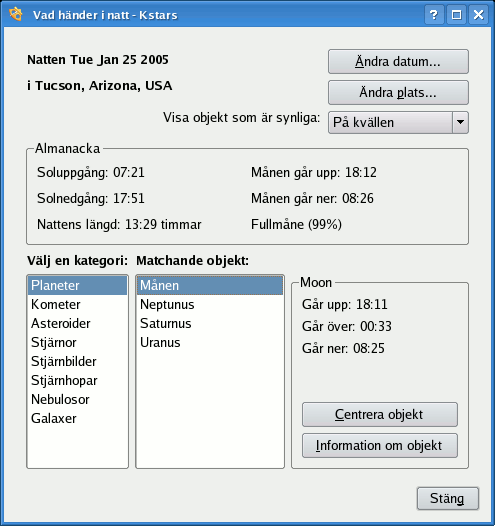 Vad händer i natt - Kstars
Natten Tue Jan 25 2005
Ändra datum...
i Tucson, Arizona, USA
Ändra plats...
Visa objekt som är synliga: På kvällen
Almanacka
Soluppgång: 07:21 Månen går upp: 18:12
Solnedgång: 17:51 Månen går ner: 08:26
Nattens längd: 13:29 timmar Fullmåne (99%)
Välj en kategori:
Planeter
Kometer
Asteroider
Stjärnor
Stjärnbilder
Stjärnhopar
Nebulosor
Galaxer
Matchande objekt:
Månen
Neptunus
Saturnus
Uranus
Moon
Går upp: 18:11
Går över: 00:33
Går ner: 08:25
Centrera objekt
Information om objekt
Stäng